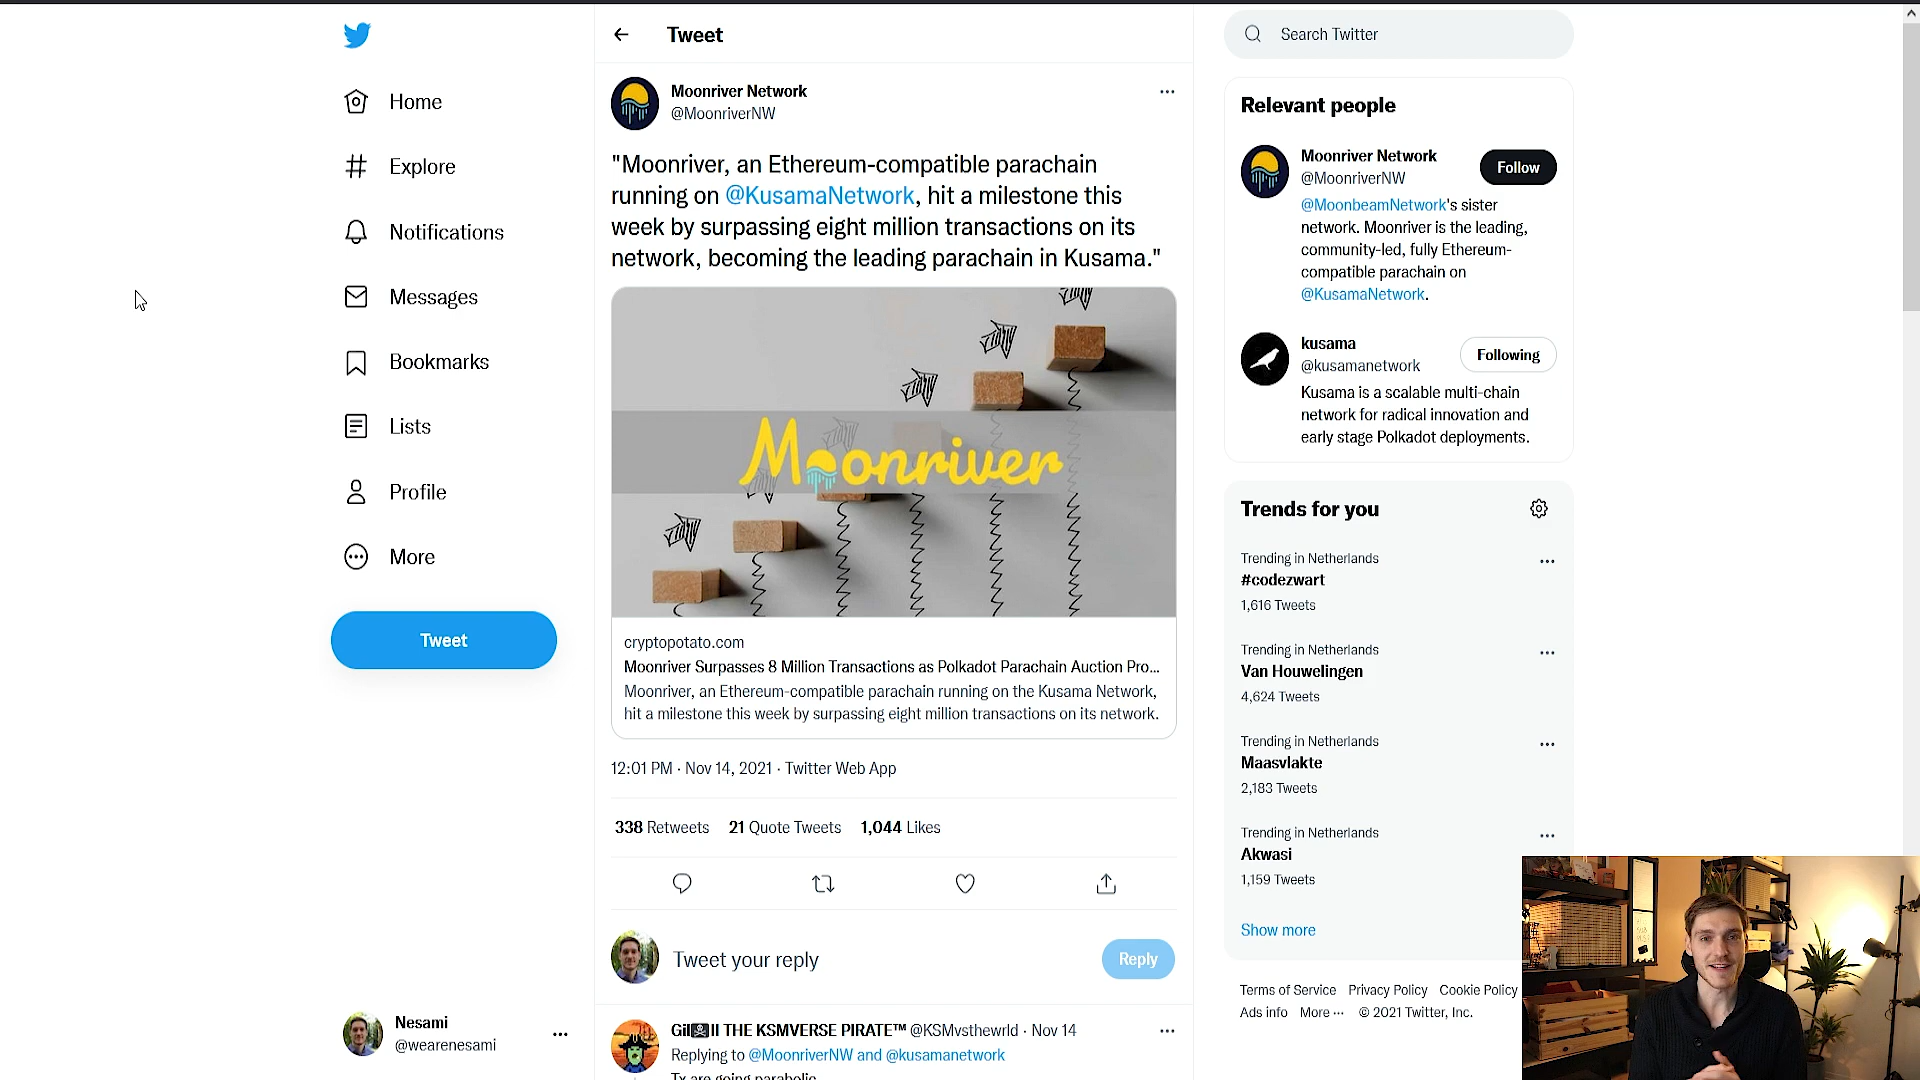 Home
Explore
Notifications
Messages
Bookmarks
Lists
Profile
More
Tweet
Nesami
@wearenesami
Tweet
Moonriver Network
@MoonriverNW
"Moonriver, an Ethereum-compatible parachain
running on @KusamaNetwork, hit a milestone this
week by surpassing eight million transactions on its
network, becoming the leading parachain in Kusama."
Moonriver
cryptopotato.com
Moonriver Surpasses 8 Million Transactions as Polkadot Parachain Auction Pro...
Moonriver, an Ethereum-compatible parachain running on the Kusama Network,
hit a milestone this week by surpassing eight million transactions on its network.
12:01 PM · Nov 14, 2021 · Twitter Web App
338 Retweets 21 Quote Tweets 1,044 Likes
Tweet your reply
Reply
THE KSMVERSE PIRATE™ @KSMvsthewrld · Nov 14
Replying to @MoonriverNW and @kusamanetwork
Tx are going parabolic
Search Twitter
Relevant people
Moonriver Network
@MoonriverNW
Follow
@MoonbeamNetwork's sister
network. Moonriver is the leading,
community-led, fully Ethereum-
compatible parachain on
@KusamaNetwork.
kusama
@kusamanetwork
Following
Kusama is a scalable multi-chain
network for radical innovation and
early stage Polkadot deployments.
Trends for you
Trending in Netherlands
#codezwart
1,616 Tweets
Trending in Netherlands
Van Houwelingen
4,624 Tweets
Trending in Netherlands
Maasvlakte
2,183 Tweets
Trending in Netherlands
Akwasi
1,159 Tweets
Show more
Terms of Service Privacy Policy Cookie Policy
Ads info More ··· © 2021 Twitter, Inc.